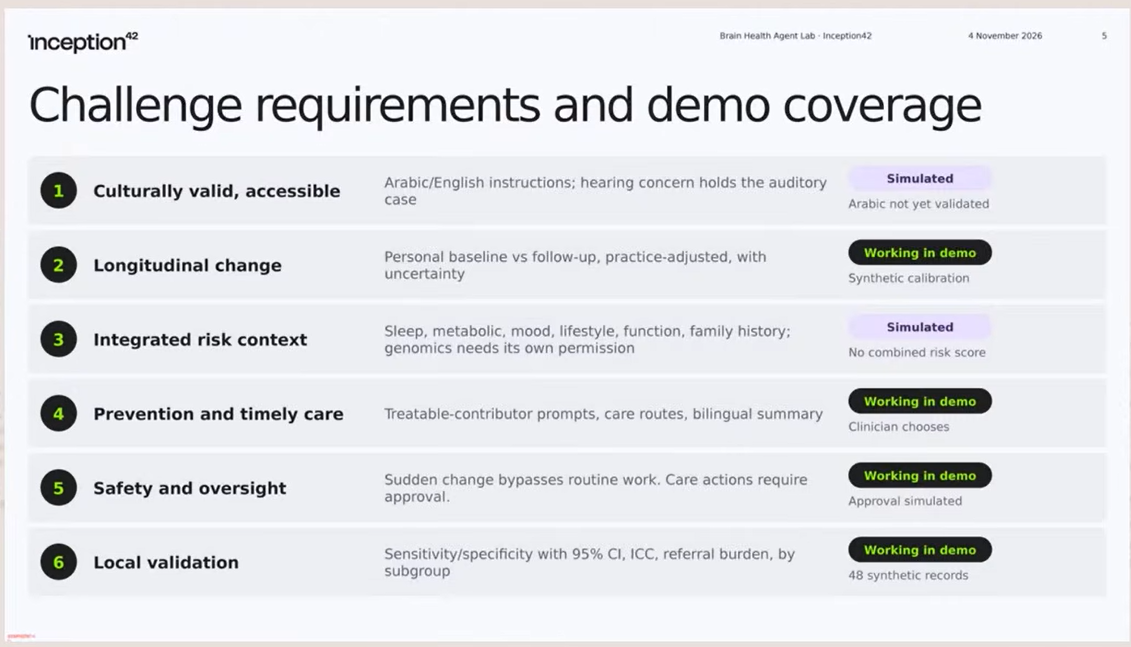 inception42
Brain Health Agent Lab · Inception42
4 November 2026
5
Challenge requirements and demo coverage
1
Culturally valid, accessible
Arabic/English instructions; hearing concern holds the auditory
case
Simulated
Arabic not yet validated
2
Longitudinal change
Personal baseline vs follow-up, practice-adjusted, with
uncertainty
Working in demo
Synthetic calibration
3
Integrated risk context
Sleep, metabolic, mood, lifestyle, function, family history;
genomics needs its own permission
Simulated
No combined risk score
4
Prevention and timely care
Treatable-contributor prompts, care routes, bilingual summary
Working in demo
Clinician chooses
5
Safety and oversight
Sudden change bypasses routine work. Care actions require
approval.
Working in demo
Approval simulated
6
Local validation
Sensitivity/specificity with 95% CI, ICC, referral burden, by
subgroup
Working in demo
48 synthetic records